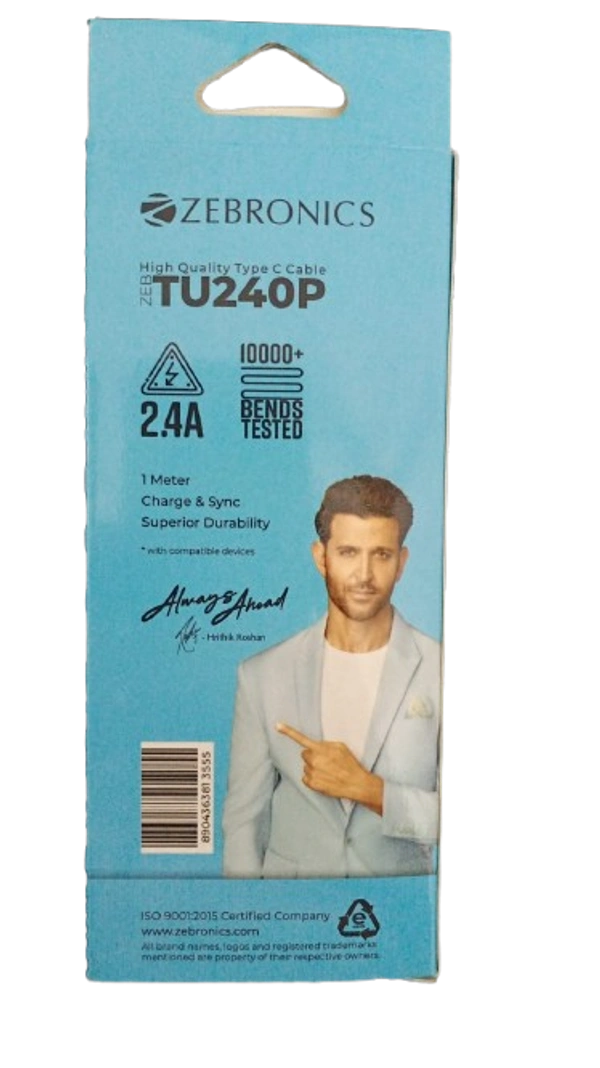 ZEBRONICS
High Quality Type C Cable
ZEB TU240P
10000+
BENDS
TESTED
2.4A
1 Meter
Charge & Sync
Superior Durability
* with compatible devices
Always Ahead
- Hrithik Roshan
8904363813555
ISO 9001:2015 Certified Company
www.zebronics.com
All brand names, logos and registered trademarks
mentioned are property of their respective owners.
e